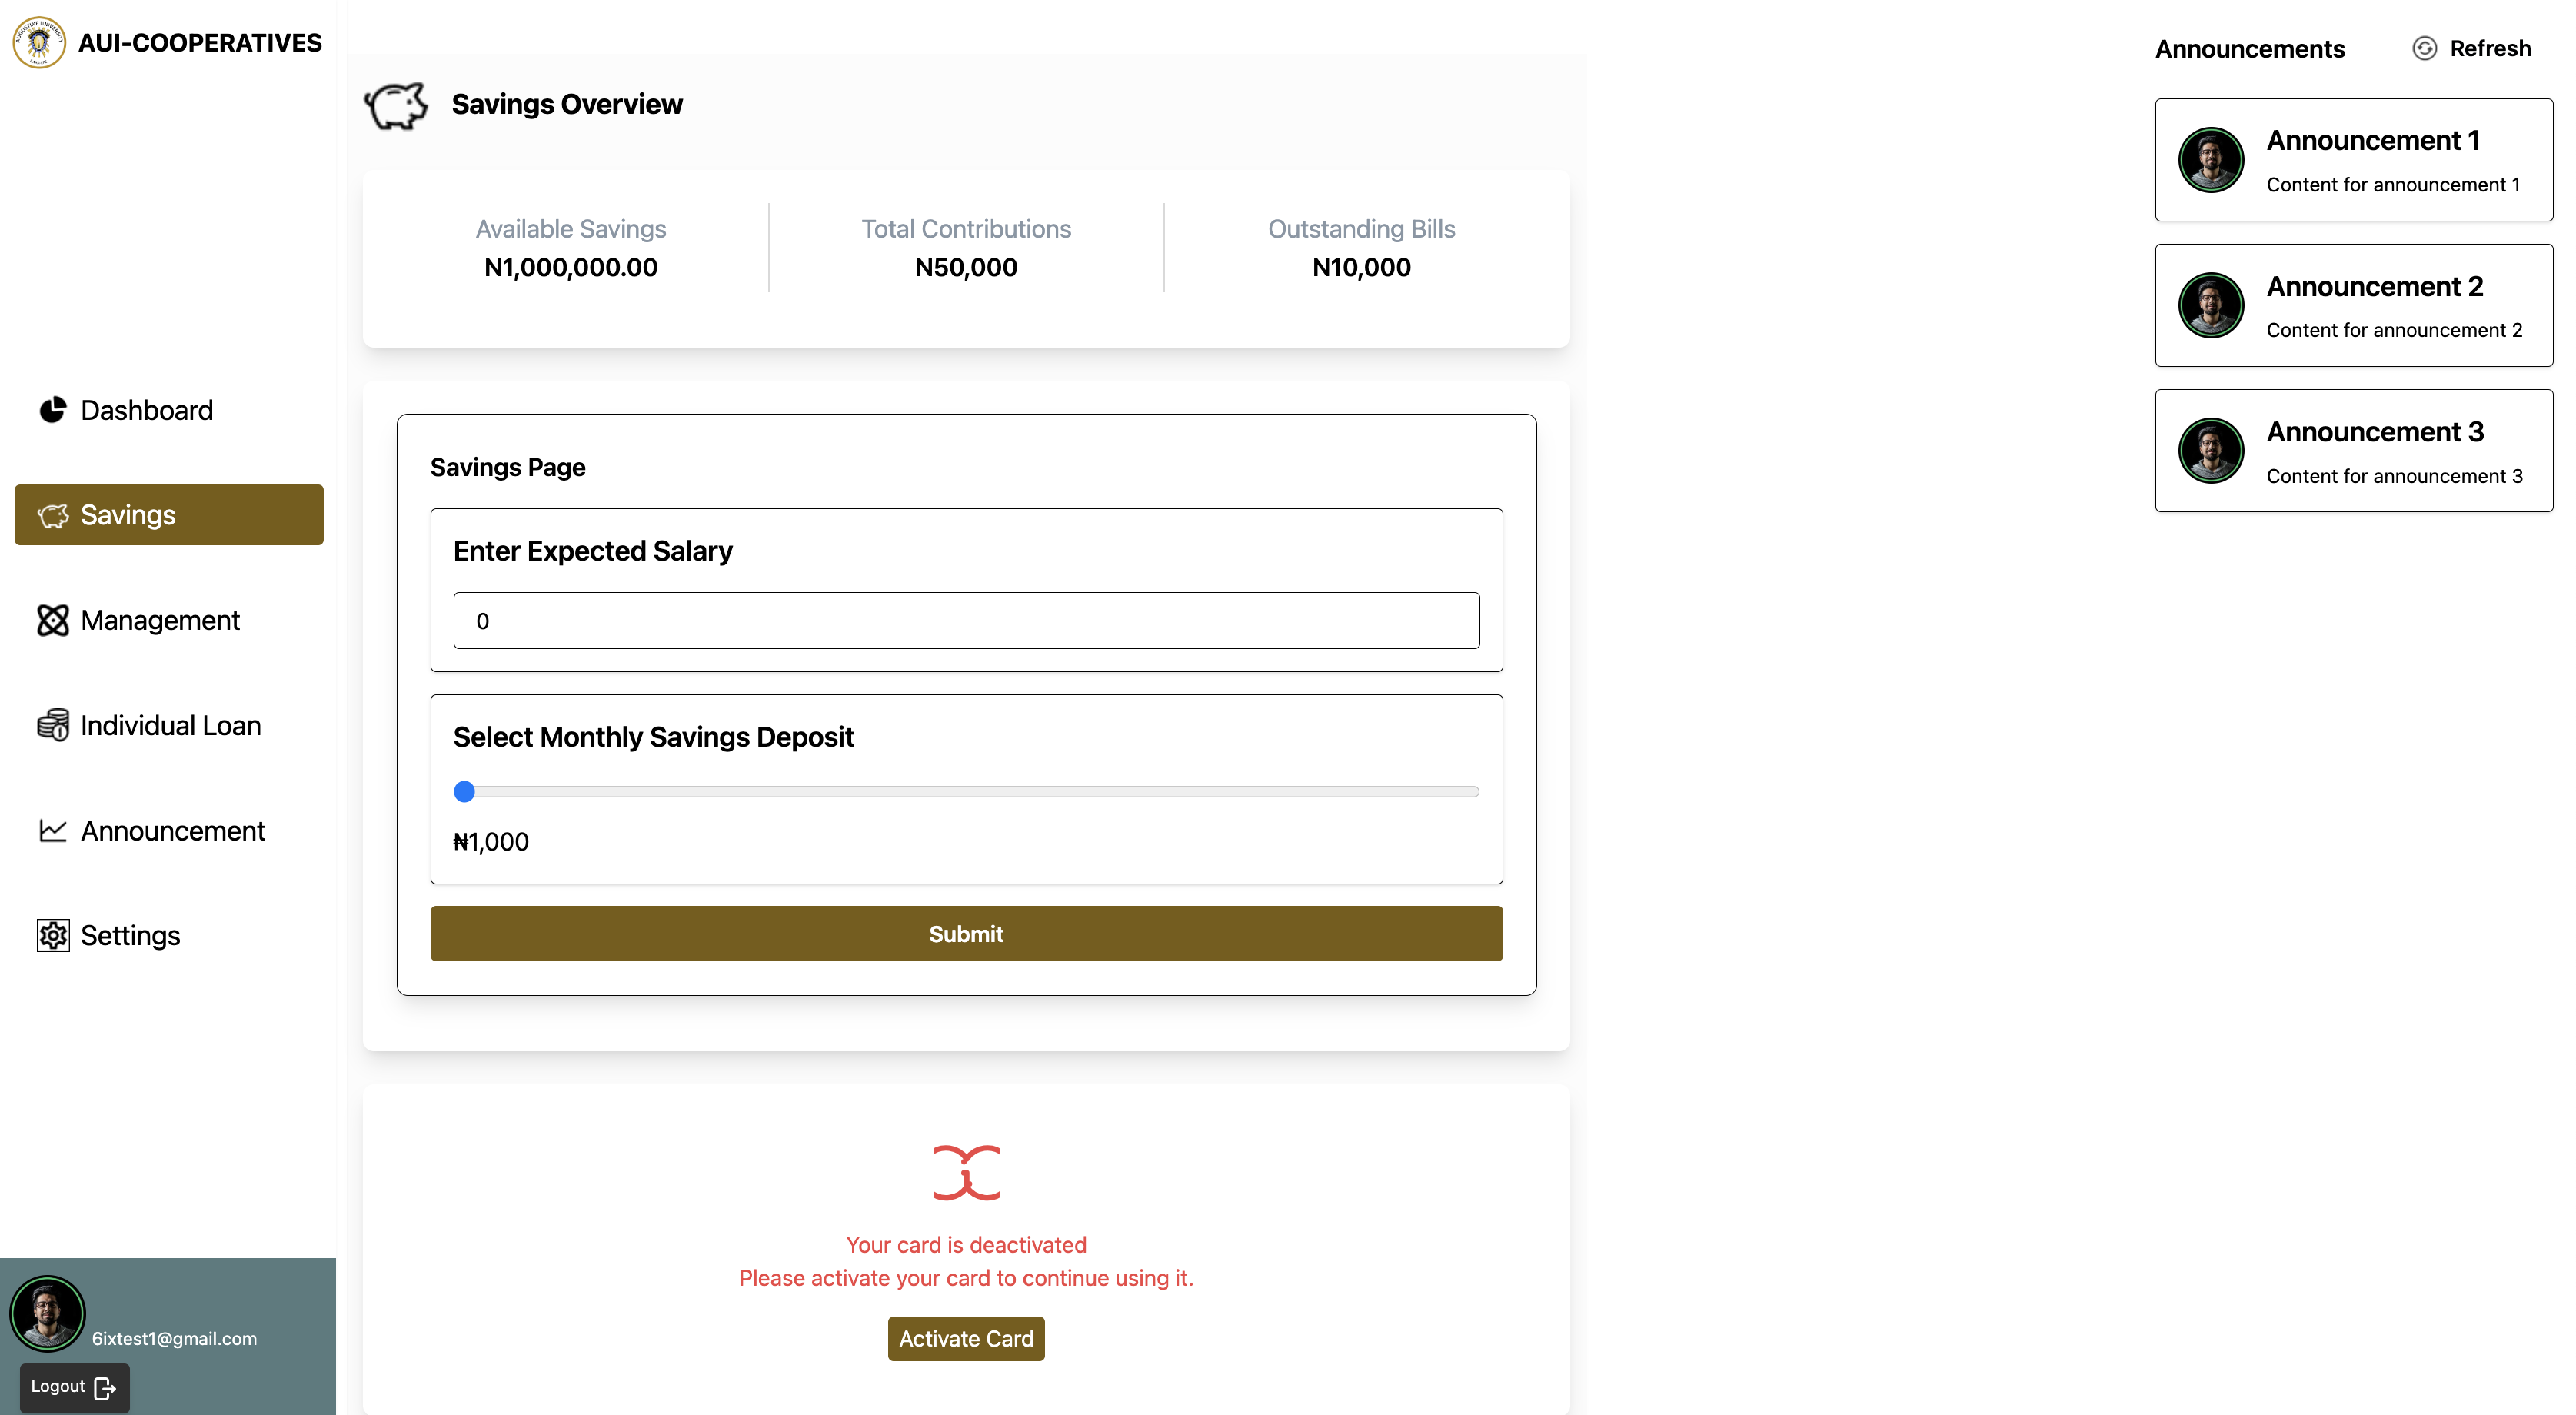 AUI-COOPERATIVES
Dashboard
Savings
Management
Individual Loan
Announcement
Settings
6ixtest1@gmail.com
Logout
Savings Overview
Available Savings
N1,000,000.00
Total Contributions
N50,000
Outstanding Bills
N10,000
Savings Page
Enter Expected Salary
0
Select Monthly Savings Deposit
₦1,000
Submit
Your card is deactivated
Please activate your card to continue using it.
Activate Card
Announcements
Refresh
Announcement 1
Content for announcement 1
Announcement 2
Content for announcement 2
Announcement 3
Content for announcement 3